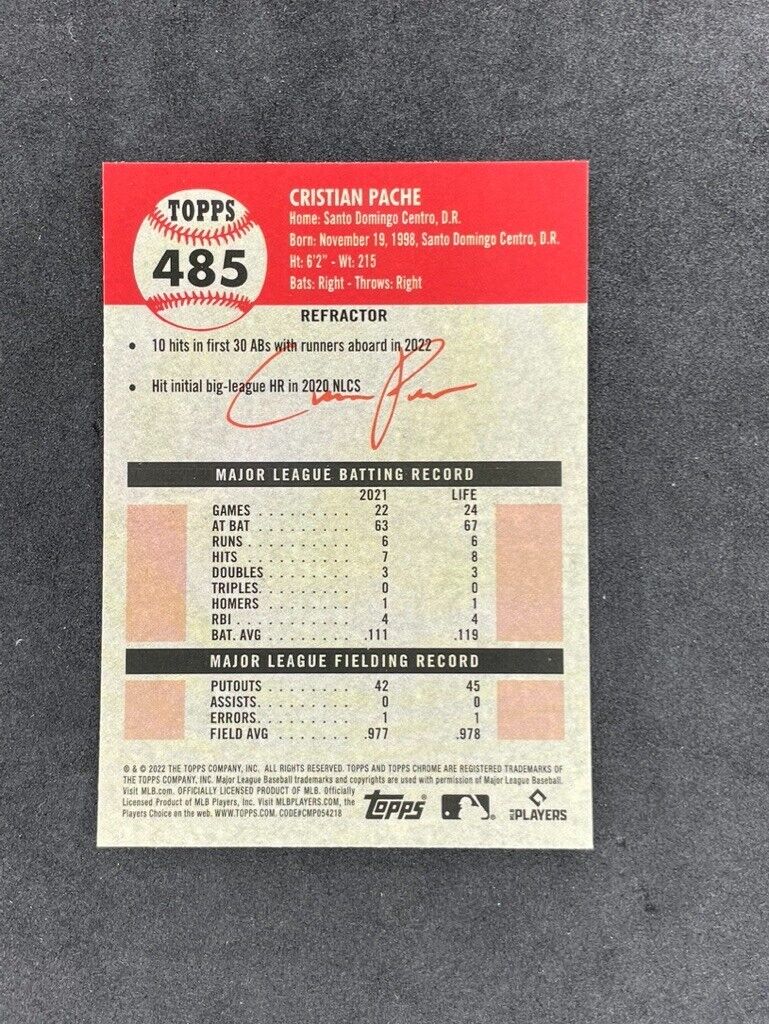 TOPPS
485
CRISTIAN PACHE
Home: Santo Domingo Centro, D.R.
Born: November 19, 1998, Santo Domingo Centro, D.R.
Ht: 6'2" - Wt: 215
Bats: Right - Throws: Right
REFRACTOR
• 10 hits in first 30 ABs with runners aboard in 2022
• Hit initial big-league HR in 2020 NLCS
MAJOR LEAGUE BATTING RECORD
2021 LIFE
GAMES . . . . . . . . . 22 24
AT BAT . . . . . . . . . 63 67
RUNS . . . . . . . . . . 6 6
HITS . . . . . . . . . . 7 8
DOUBLES . . . . . . . . 3 3
TRIPLES. . . . . . . . . 0 0
HOMERS . . . . . . . . 1 1
RBI . . . . . . . . . . . 4 4
BAT. AVG . . . . . . . . .111 .119
MAJOR LEAGUE FIELDING RECORD
PUTOUTS . . . . . . . . 42 45
ASSISTS. . . . . . . . . 0 0
ERRORS. . . . . . . . . 1 1
FIELD AVG . . . . . . . .977 .978
® & © 2022 THE TOPPS COMPANY, INC. ALL RIGHTS RESERVED. TOPPS AND TOPPS CHROME ARE REGISTERED TRADEMARKS OF
THE TOPPS COMPANY, INC. Major League Baseball trademarks and copyrights are used with permission of Major League Baseball.
Visit MLB.com. OFFICIALLY LICENSED PRODUCT OF MLB. Officially
Licensed Product of MLB Players, Inc. Visit MLBPLAYERS.COM, the
Players Choice on the web. WWW.TOPPS.COM. CODE#CMP054218
TOPPS
MLB PLAYERS